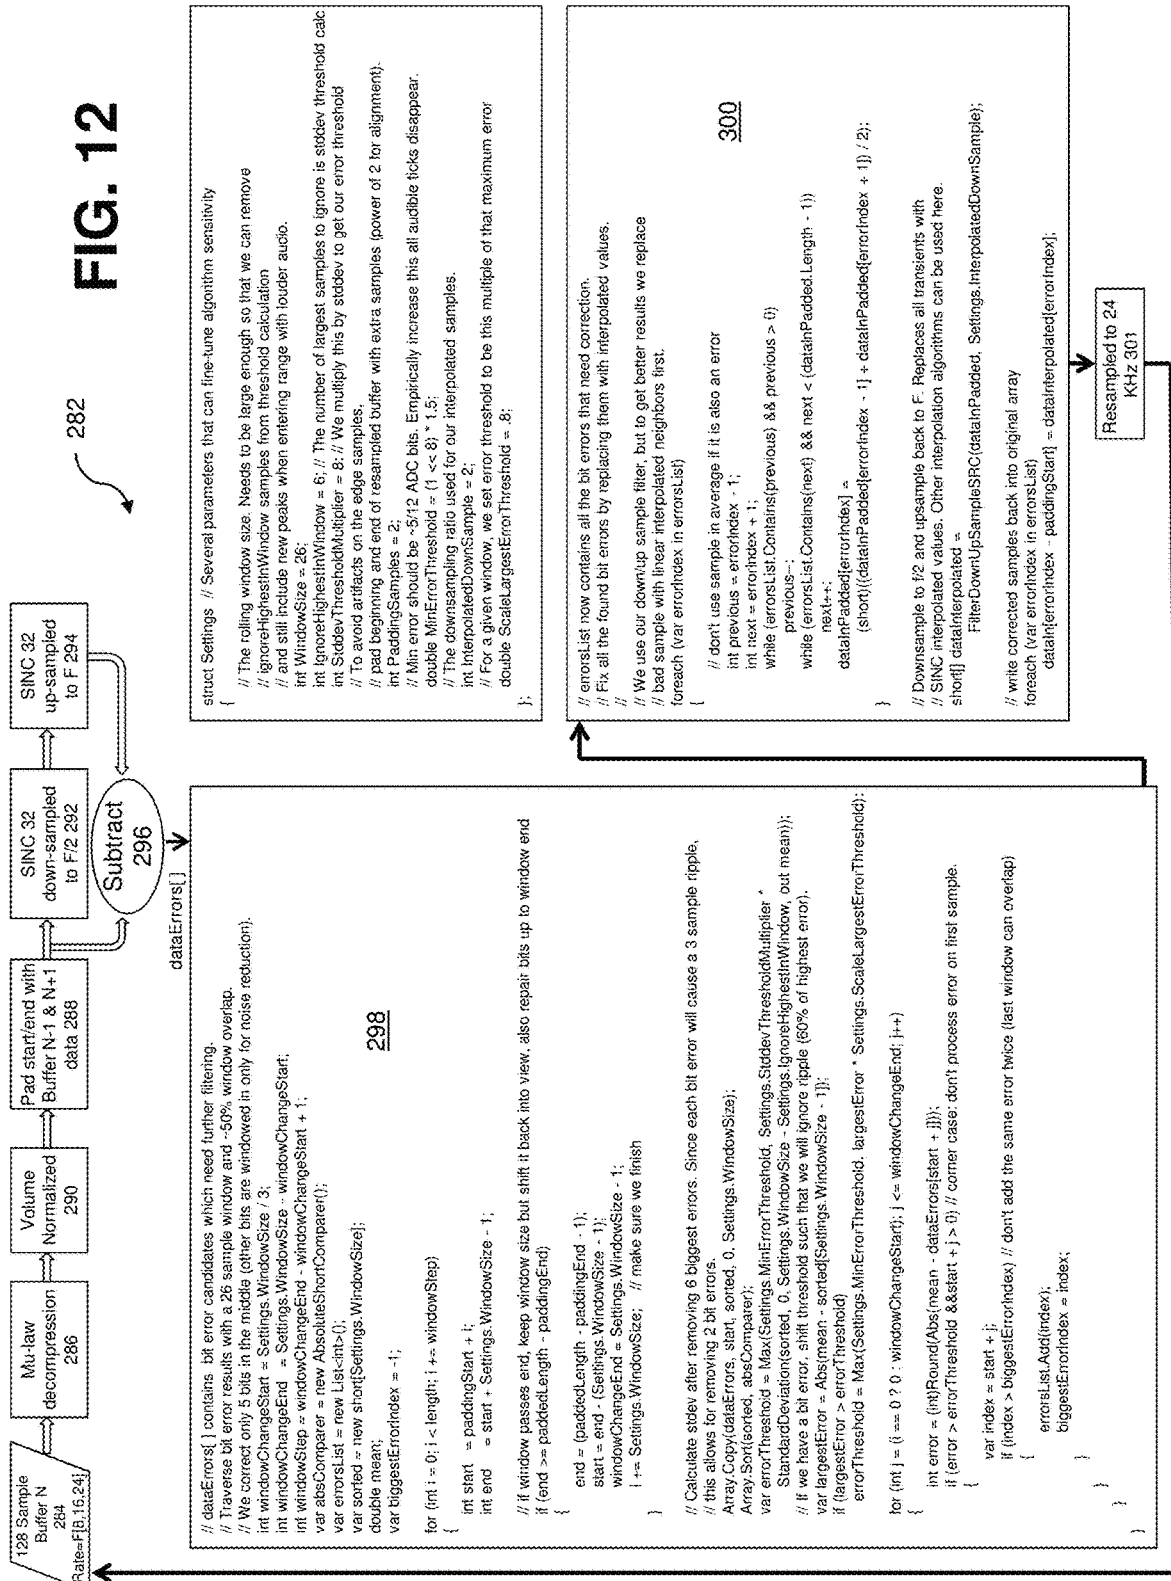 FIG. 12
282
128 Sample
Buffer N
284
Rate=F[8,16,24]
Mu-law
decompression
286
Volume
Normalized
290
Pad start/end with
Buffer N-1 & N+1
data 288
SINC 32
down-sampled
to F/2 292
SINC 32
up-sampled
to F 294
Subtract
296
dataErrors[ ]
298
// dataErrors[ ] contains bit error candidates which need further filtering.
// Traverse bit error results with a 26 sample window and ~50% window overlap.
// We correct only 5 bits in the middle (other bits are windowed in only for noise reduction).
int windowChangeStart = Settings.WindowSize / 3;
int windowChangeEnd = Settings.WindowSize - windowChangeStart;
int windowStep = windowChangeEnd - windowChangeStart + 1;
var absComparer = new AbsoluteShortComparer();
var errorsList = new List<int>();
var sorted = new short[Settings.WindowSize];
double mean;
var biggestErrorIndex = -1;
for (int i = 0; i < length; i += windowStep)
{
int start = paddingStart + i;
int end = start + Settings.WindowSize - 1;
// if window passes end, keep window size but shift it back into view, also repair bits up to window end
if (end >= paddedLength - paddingEnd)
{
end = (paddedLength - paddingEnd - 1);
start = end - (Settings.WindowSize - 1);
windowChangeEnd = Settings.WindowSize - 1;
i += Settings.WindowSize; // make sure we finish
}
// Calculate stdev after removing 6 biggest errors. Since each bit error will cause a 3 sample ripple,
// this allows for removing 2 bit errors.
Array.Copy(dataErrors, start, sorted, 0, Settings.WindowSize);
Array.Sort(sorted, absComparer);
var errorThreshold = Max(Settings.MinErrorThreshold, Settings.StddevThresholdMultiplier *
StandardDeviation(sorted, 0, Settings.WindowSize - Settings.IgnoreHighestInWindow, out mean));
// If we have a bit error, shift threshold such that we will ignore ripple (60% of highest error).
var largestError = Abs(mean - sorted[Settings.WindowSize - 1]);
if (largestError > errorThreshold)
errorThreshold = Max(Settings.MinErrorThreshold, largestError * Settings.ScaleLargestErrorThreshold);
for (int j = (i == 0 ? 0 : windowChangeStart); j <= windowChangeEnd; j++)
{
int error = (int)Round(Abs(mean - dataErrors[start + j]));
if (error > errorThreshold &&start + j > 0) // corner case: don't process error on first sample.
{
var index = start + j;
if (index > biggestErrorIndex) // don't add the same error twice (last window can overlap)
{
errorsList.Add(index);
biggestErrorIndex = index;
}
}
}
}
struct Settings // Several parameters that can fine-tune algorithm sensitivity
{
// The rolling window size. Needs to be large enough so that we can remove
// ignoreHighestInWindow samples from threshold calculation
// and still include new peaks when entering range with louder audio.
int WindowSize = 26;
int IgnoreHighestInWindow = 6; // The number of largest samples to ignore is stddev threshold calc
int StddevThresholdMultiplier = 8; // We multiply this by stddev to get our error threshold
// To avoid artifacts on the edge samples,
// pad beginning and end of resampled buffer with extra samples (power of 2 for alignment).
int PaddingSamples = 2;
// Min error should be ~5/12 ADC bits. Empirically increase this all audible ticks disappear.
double MinErrorThreshold = (1 << 8) * 1.5;
// The downsampling ratio used for our interpolated samples.
int InterpolatedDownSample = 2;
// For a given window, we set error threshold to be this multiple of that maximum error
double ScaleLargestErrorThreshold = .8;
};
300
// errorsList now contains all the bit errors that need correction.
// Fix all the found bit errors by replacing them with interpolated values.
//
// We use our down/up sample filter, but to get better results we replace
// bad sample with linear interpolated neighbors first.
foreach (var errorIndex in errorsList)
{
// don't use sample in average if it is also an error
int previous = errorIndex - 1;
int next = errorIndex + 1;
while (errorsList.Contains(previous) && previous > 0)
previous--;
while (errorsList.Contains(next) && next < (dataInPadded.Length - 1))
next++;
dataInPadded[errorIndex] =
(short)((dataInPadded[errorIndex - 1] + dataInPadded[errorIndex + 1]) / 2);
}
// Downsample to f/2 and upsample back to F. Replaces all transients with
// SINC interpolated values. Other interpolation algorithms can be used here.
short[] dataInterpolated =
FilterDownUpSampleSRC(dataInPadded, Settings.InterpolatedDownSample);
// write corrected samples back into original array
foreach (var errorIndex in errorsList)
dataIn[errorIndex - paddingStart] = dataInterpolated[errorIndex];
Resampled to 24
KHz 301